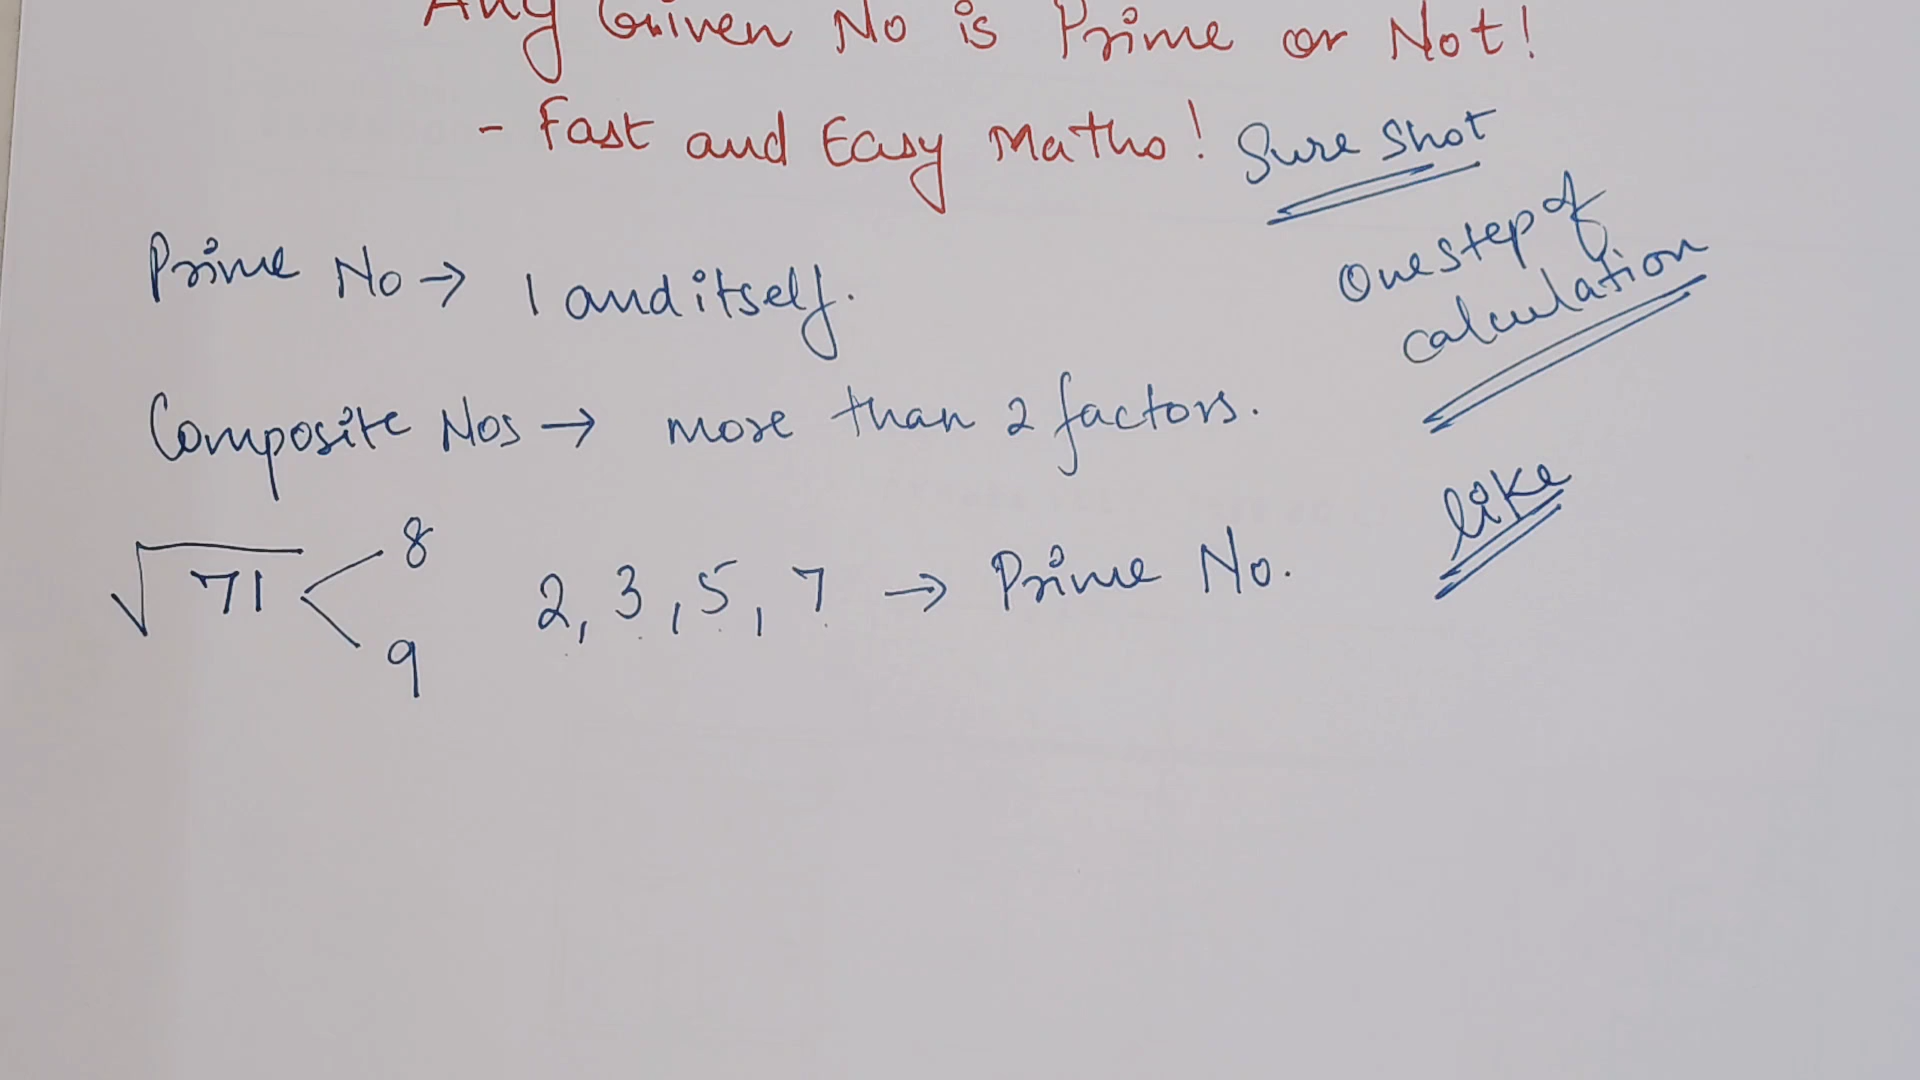 Any Given No is Prime or Not!
- Fast and Easy Maths! Sure Shot
One step of
calculation
Prime No → 1 and itself.
Composite Nos → more than 2 factors.
like
√71 < 8 9 2, 3, 5, 7 → Prime No.